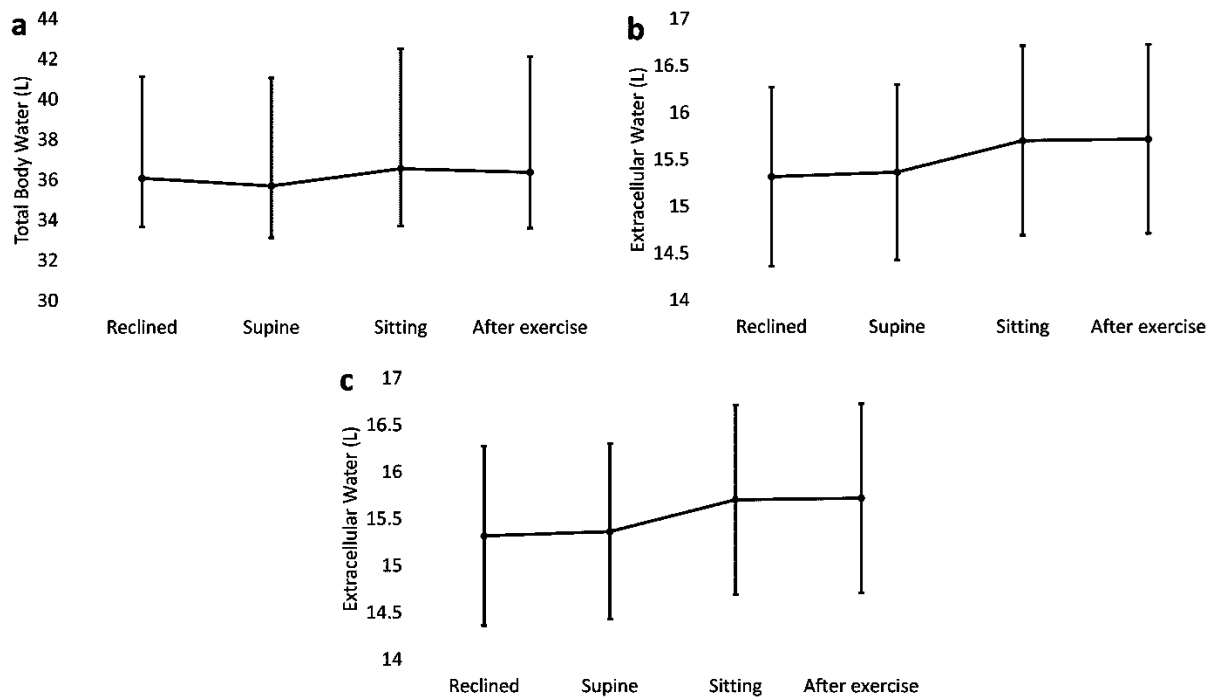 a
Total Body Water (L)
44
42
40
38
36
34
32
30
Reclined Supine Sitting After exercise
b
Extracellular Water (L)
17
16.5
16
15.5
15
14.5
14
Reclined Supine Sitting After exercise
c
Extracellular Water (L)
17
16.5
16
15.5
15
14.5
14
Reclined Supine Sitting After exercise